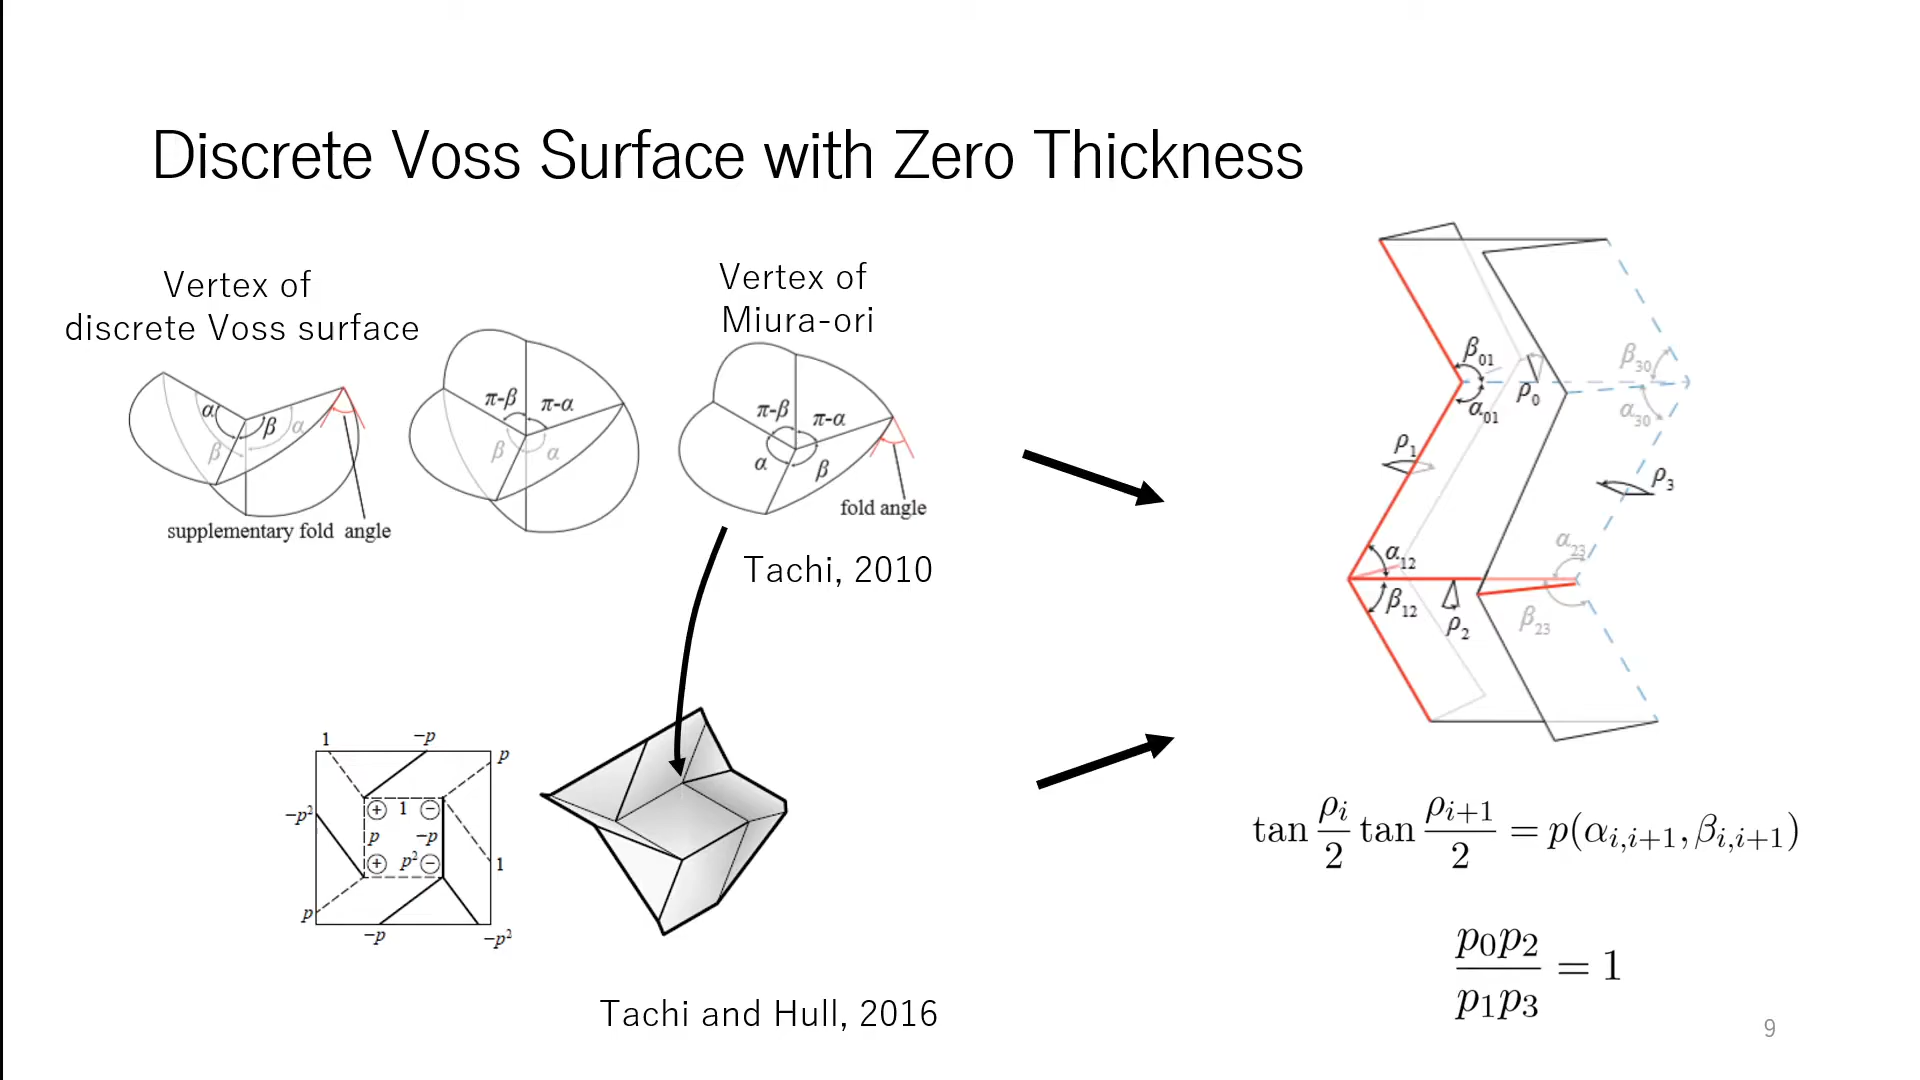 Discrete Voss Surface with Zero Thickness
Vertex of
discrete Voss surface
α
β
α
β
supplementary fold angle
π-β
π-α
β
α
Vertex of
Miura-ori
π-β
π-α
α
β
fold angle
Tachi, 2010
1
−p
p
−p²
+ 1 −
p −p
+ p² −
1
p
−p
−p²
Tachi and Hull, 2016
β₀₁
α₀₁
ρ₀
β₃₀
α₃₀
ρ₁
ρ₃
α₁₂
β₁₂
ρ₂
α₂₃
β₂₃
tan ρᵢ/2 tan ρᵢ₊₁/2 = p(αᵢ,ᵢ₊₁, βᵢ,ᵢ₊₁)
p₀p₂/p₁p₃ = 1
9